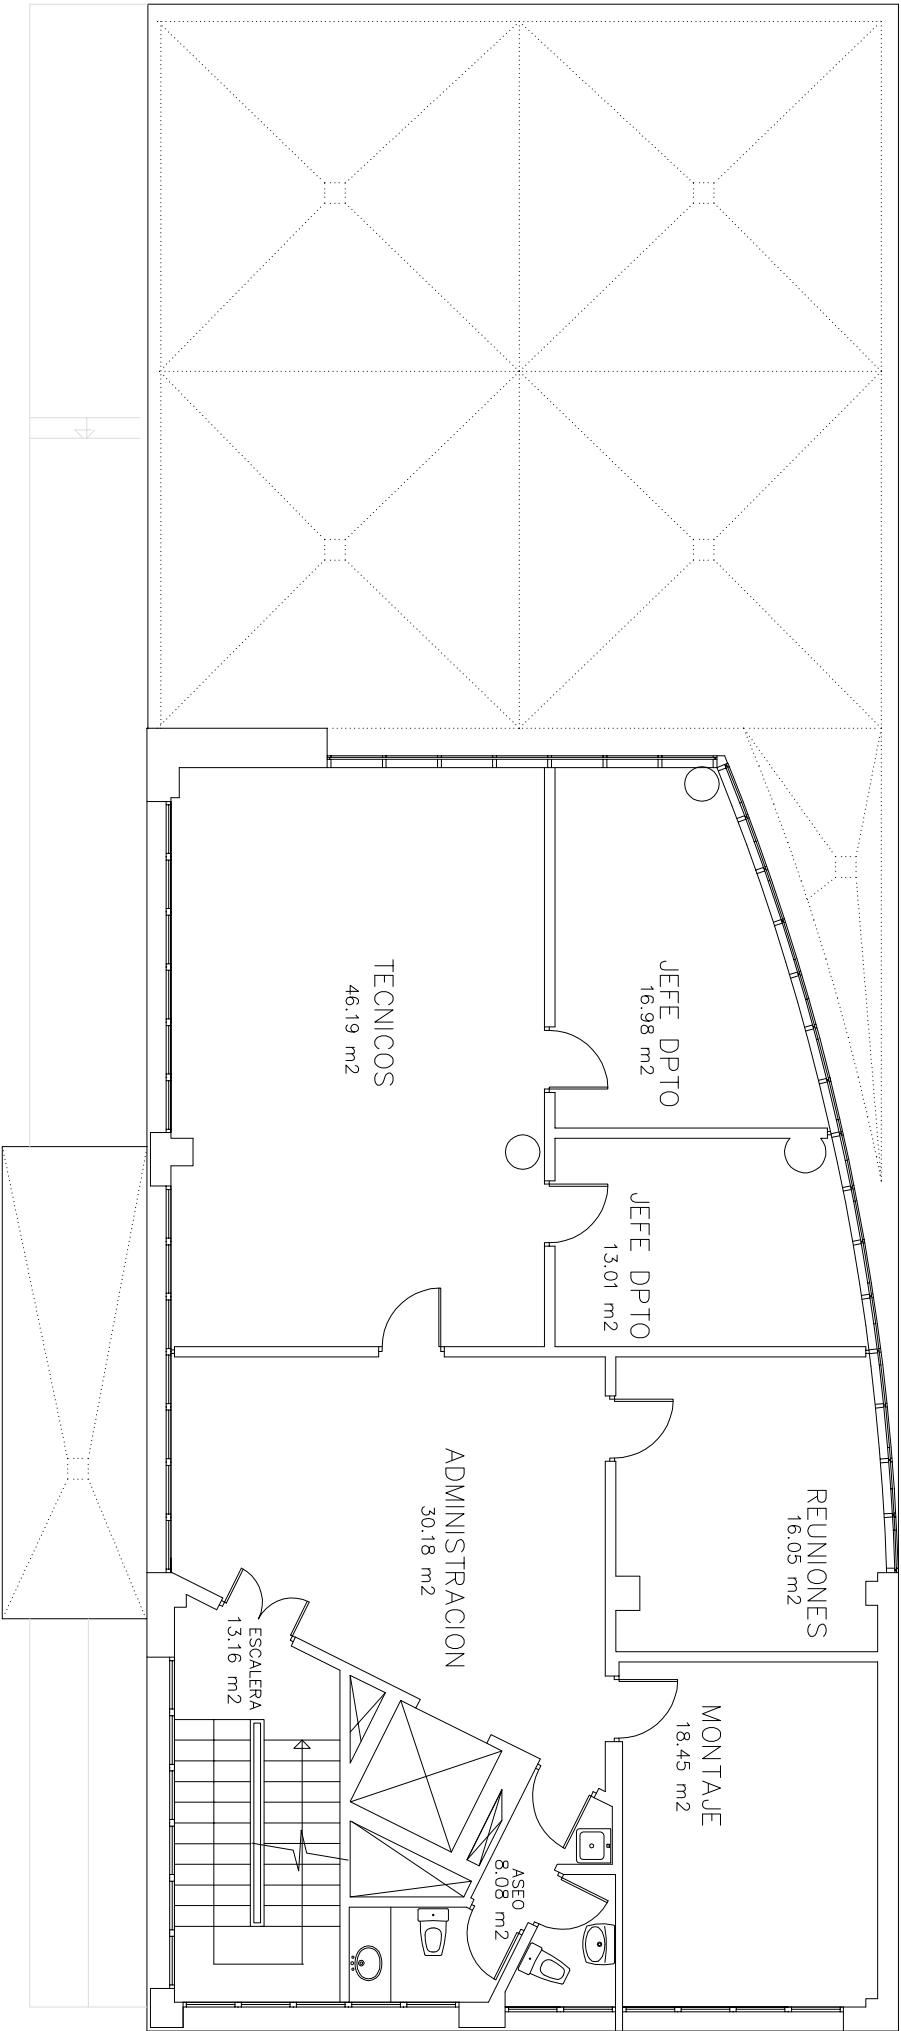 JEFE DPTO
16.98 m2
TECNICOS
46.19 m2
JEFE DPTO
13.01 m2
REUNIONES
16.05 m2
ADMINISTRACION
30.18 m2
ESCALERA
13.16 m2
MONTAJE
18.45 m2
ASEO
8.08 m2